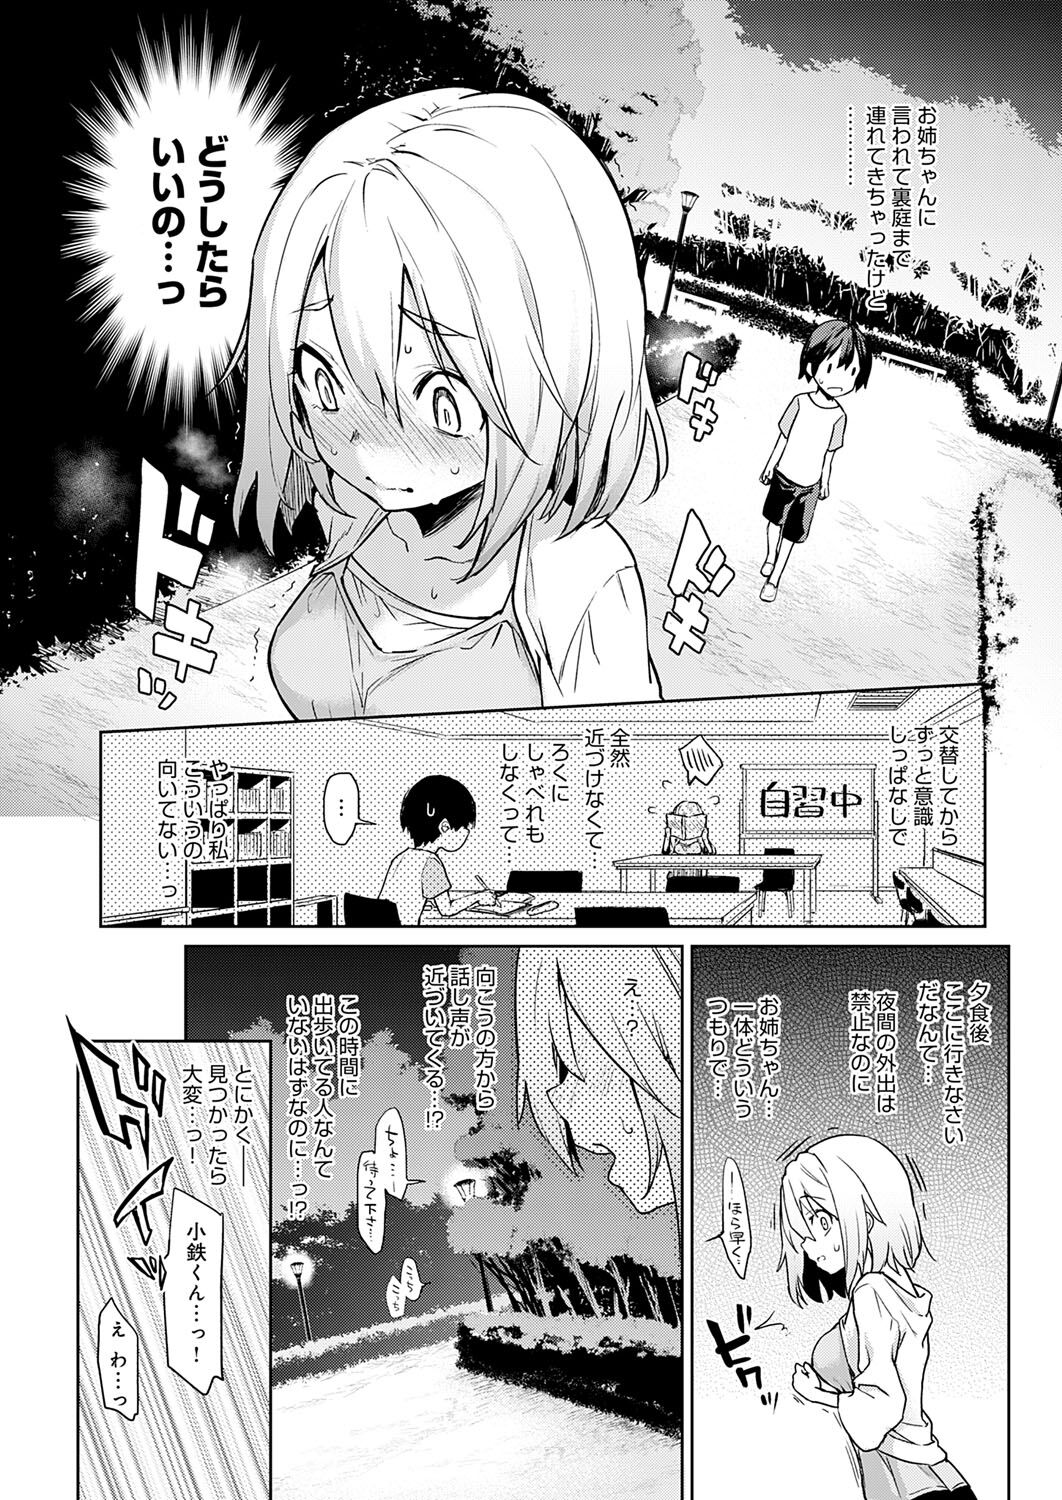 お姉ちゃんに
言われて裏庭まで
連れてきちゃったけど
…………
どうしたら
いいの…っ
ドキ
ドキ
ドキ
ドキ
交替してから
ずっと意識
しっぱなしで
自習中
全然
近づけなくて…
ろくに
しゃべれも
しなくって…
…
やっぱり私
こういうの
向いてない…っ
夕食後
ここに行きなさい
だなんて…
夜間の外出は
禁止なのに
お姉ちゃん…
一体どういう
つもりで…
ほら早く…
ビクッ
え…?
向こうの方から
話し声が
近づいてくる…!?
ちょ…
待って下さ…
こっち
こっち
この時間に
出歩いてる人なんて
いないはずなのに…っ!?
とにかく――
見つかったら
大変…っ!
小鉄くん…っ!
え わ…っ